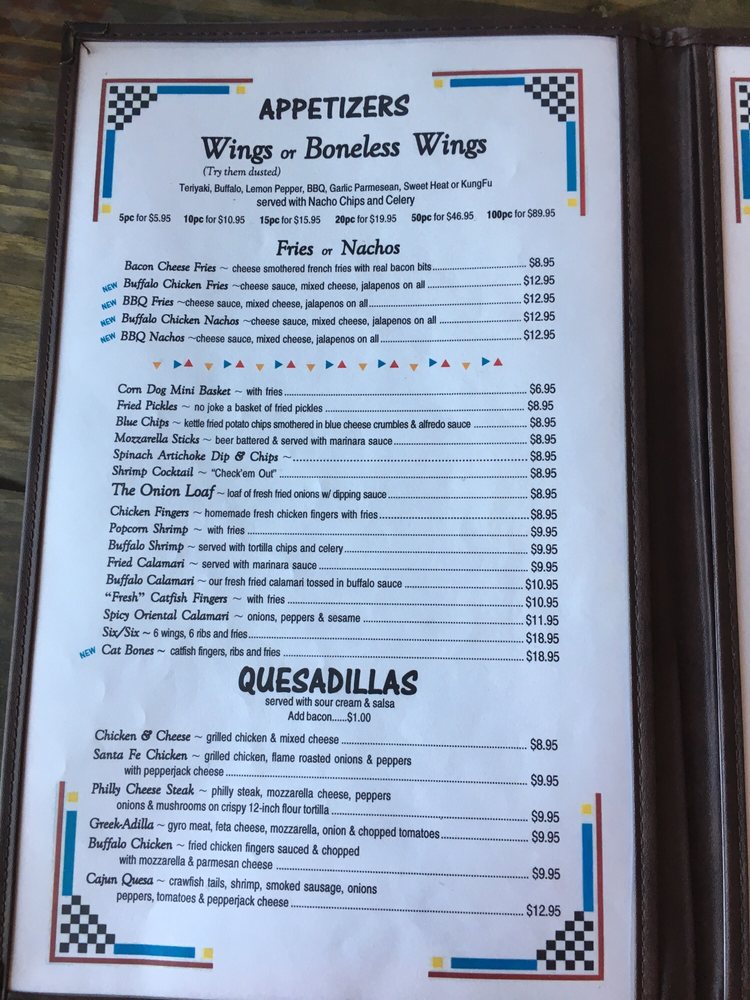 APPETIZERS
Wings or Boneless Wings
(Try them dusted)
Teriyaki, Buffalo, Lemon Pepper, BBQ, Garlic Parmesean, Sweet Heat or KungFu
served with Nacho Chips and Celery
5pc for $5.95 10pc for $10.95 15pc for $15.95 20pc for $19.95 50pc for $46.95 100pc for $89.95
Fries or Nachos
Bacon Cheese Fries ~ cheese smothered french fries with real bacon bits $8.95
NEW Buffalo Chicken Fries ~cheese sauce, mixed cheese, jalapenos on all $12.95
NEW BBQ Fries ~cheese sauce, mixed cheese, jalapenos on all $12.95
NEW Buffalo Chicken Nachos ~cheese sauce, mixed cheese, jalapenos on all $12.95
NEW BBQ Nachos ~cheese sauce, mixed cheese, jalapenos on all $12.95
Corn Dog Mini Basket ~ with fries $6.95
Fried Pickles ~ no joke a basket of fried pickles $8.95
Blue Chips ~ kettle fried potato chips smothered in blue cheese crumbles & alfredo sauce $8.95
Mozzarella Sticks ~ beer battered & served with marinara sauce $8.95
Spinach Artichoke Dip & Chips ~ $8.95
Shrimp Cocktail ~ "Check'em Out" $8.95
The Onion Loaf ~ loaf of fresh fried onions w/ dipping sauce $8.95
Chicken Fingers ~ homemade fresh chicken fingers with fries $8.95
Popcorn Shrimp ~ with fries $9.95
Buffalo Shrimp ~ served with tortilla chips and celery $9.95
Fried Calamari ~ served with marinara sauce $9.95
Buffalo Calamari ~ our fresh fried calamari tossed in buffalo sauce $10.95
"Fresh" Catfish Fingers ~ with fries $10.95
Spicy Oriental Calamari ~ onions, peppers & sesame $11.95
Six/Six ~ 6 wings, 6 ribs and fries $18.95
NEW Cat Bones ~ catfish fingers, ribs and fries $18.95
QUESADILLAS
served with sour cream & salsa
Add bacon......$1.00
Chicken & Cheese ~ grilled chicken & mixed cheese $8.95
Santa Fe Chicken ~ grilled chicken, flame roasted onions & peppers
with pepperjack cheese $9.95
Philly Cheese Steak ~ philly steak, mozzarella cheese, peppers
onions & mushrooms on crispy 12-inch flour tortilla $9.95
Greek-Adilla ~ gyro meat, feta cheese, mozzarella, onion & chopped tomatoes $9.95
Buffalo Chicken ~ fried chicken fingers sauced & chopped
with mozzarella & parmesan cheese $9.95
Cajun Quesa ~ crawfish tails, shrimp, smoked sausage, onions
peppers, tomatoes & pepperjack cheese $12.95